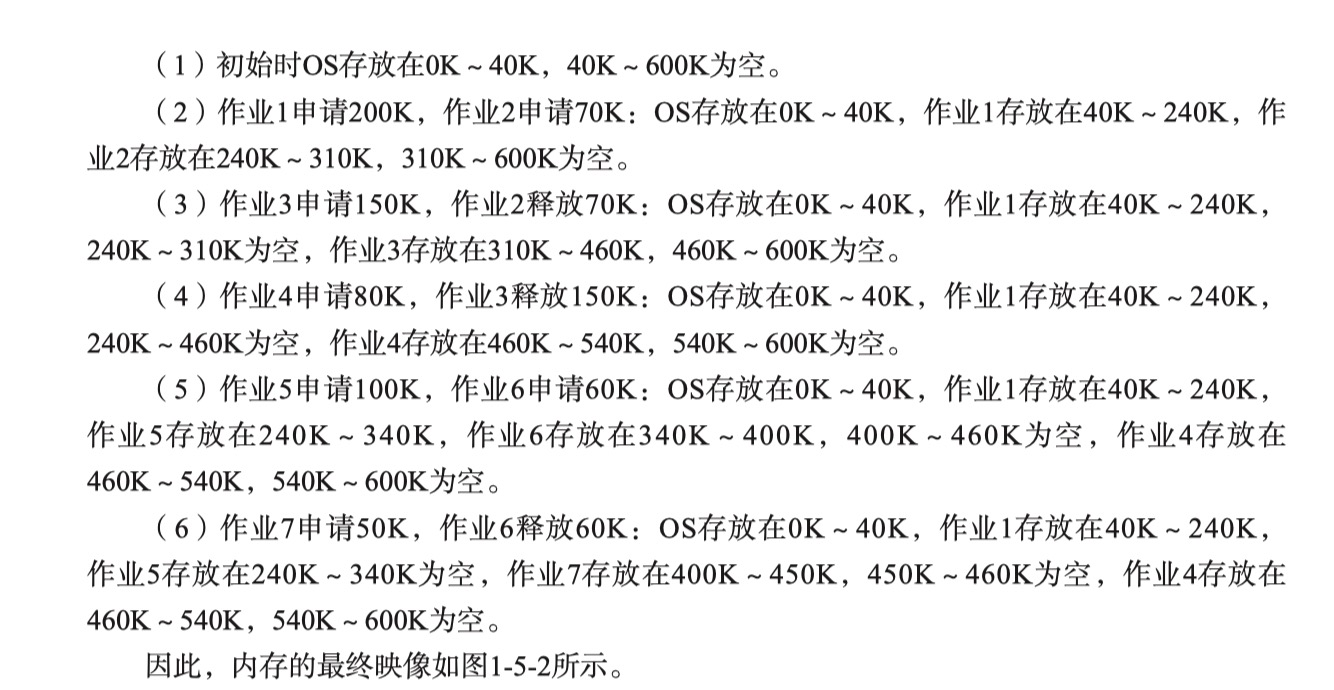 （1）初始时OS存放在0K～40K，40K～600K为空。
（2）作业1申请200K，作业2申请70K：OS存放在0K～40K，作业1存放在40K～240K，作
业2存放在240K～310K，310K～600K为空。
（3）作业3申请150K，作业2释放70K：OS存放在0K～40K，作业1存放在40K～240K，
240K～310K为空，作业3存放在310K～460K，460K～600K为空。
（4）作业4申请80K，作业3释放150K：OS存放在0K～40K，作业1存放在40K～240K，
240K～460K为空，作业4存放在460K～540K，540K～600K为空。
（5）作业5申请100K，作业6申请60K：OS存放在0K～40K，作业1存放在40K～240K，
作业5存放在240K～340K，作业6存放在340K～400K，400K～460K为空，作业4存放在
460K～540K，540K～600K为空。
（6）作业7申请50K，作业6释放60K：OS存放在0K～40K，作业1存放在40K～240K，
作业5存放在240K～340K为空，作业7存放在400K～450K，450K～460K为空，作业4存放在
460K～540K，540K～600K为空。
因此，内存的最终映像如图1-5-2所示。